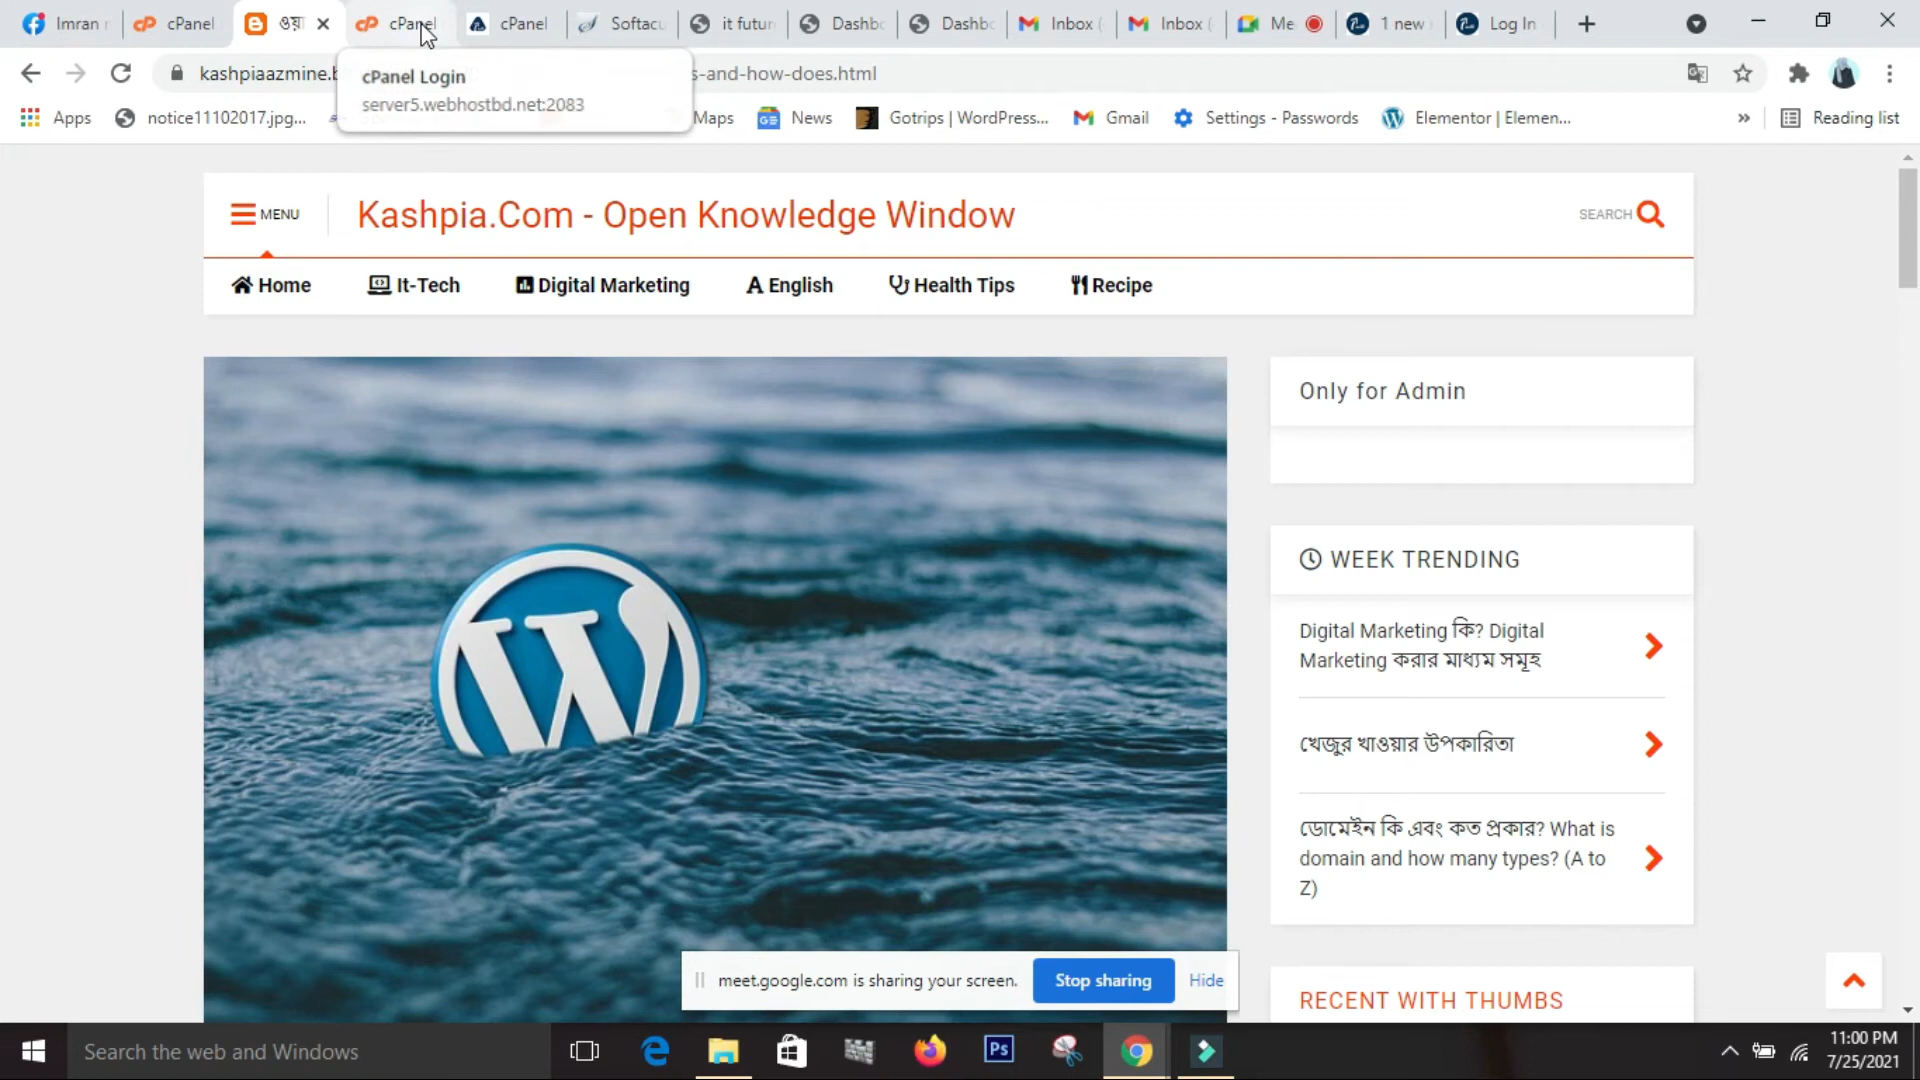 Imran
cPanel
ওয়া
cPanel
cPanel
Softacu
it futur
Dashbo
Dashbo
Inbox (
Inbox (
Me
1 new
Log In
kashpiaazmine.b
s-and-how-does.html
cPanel Login
server5.webhostbd.net:2083
Apps
notice11102017.jpg...
Maps
News
Gotrips | WordPress...
Gmail
Settings - Passwords
Elementor | Elemen...
»
Reading list
MENU
Kashpia.Com - Open Knowledge Window
SEARCH
Home
It-Tech
Digital Marketing
English
Health Tips
Recipe
Only for Admin
WEEK TRENDING
Digital Marketing কি? Digital
Marketing করার মাধ্যম সমূহ
খেজুর খাওয়ার উপকারিতা
ডোমেইন কি এবং কত প্রকার? What is
domain and how many types? (A to
Z)
RECENT WITH THUMBS
meet.google.com is sharing your screen.
Stop sharing
Hide
Search the web and Windows
Ps
11:00 PM
7/25/2021